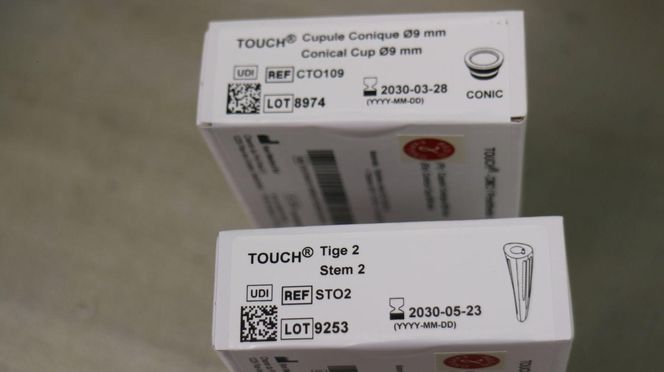 TOUCH® Cupule Conique Ø9 mm
Conical Cup Ø9 mm
UDI REF CTO109
2030-03-28
(YYYY-MM-DD)
LOT 8974
CONIC
TOUCH® Tige 2
Stem 2
UDI REF STO2
2030-05-23
(YYYY-MM-DD)
LOT 9253